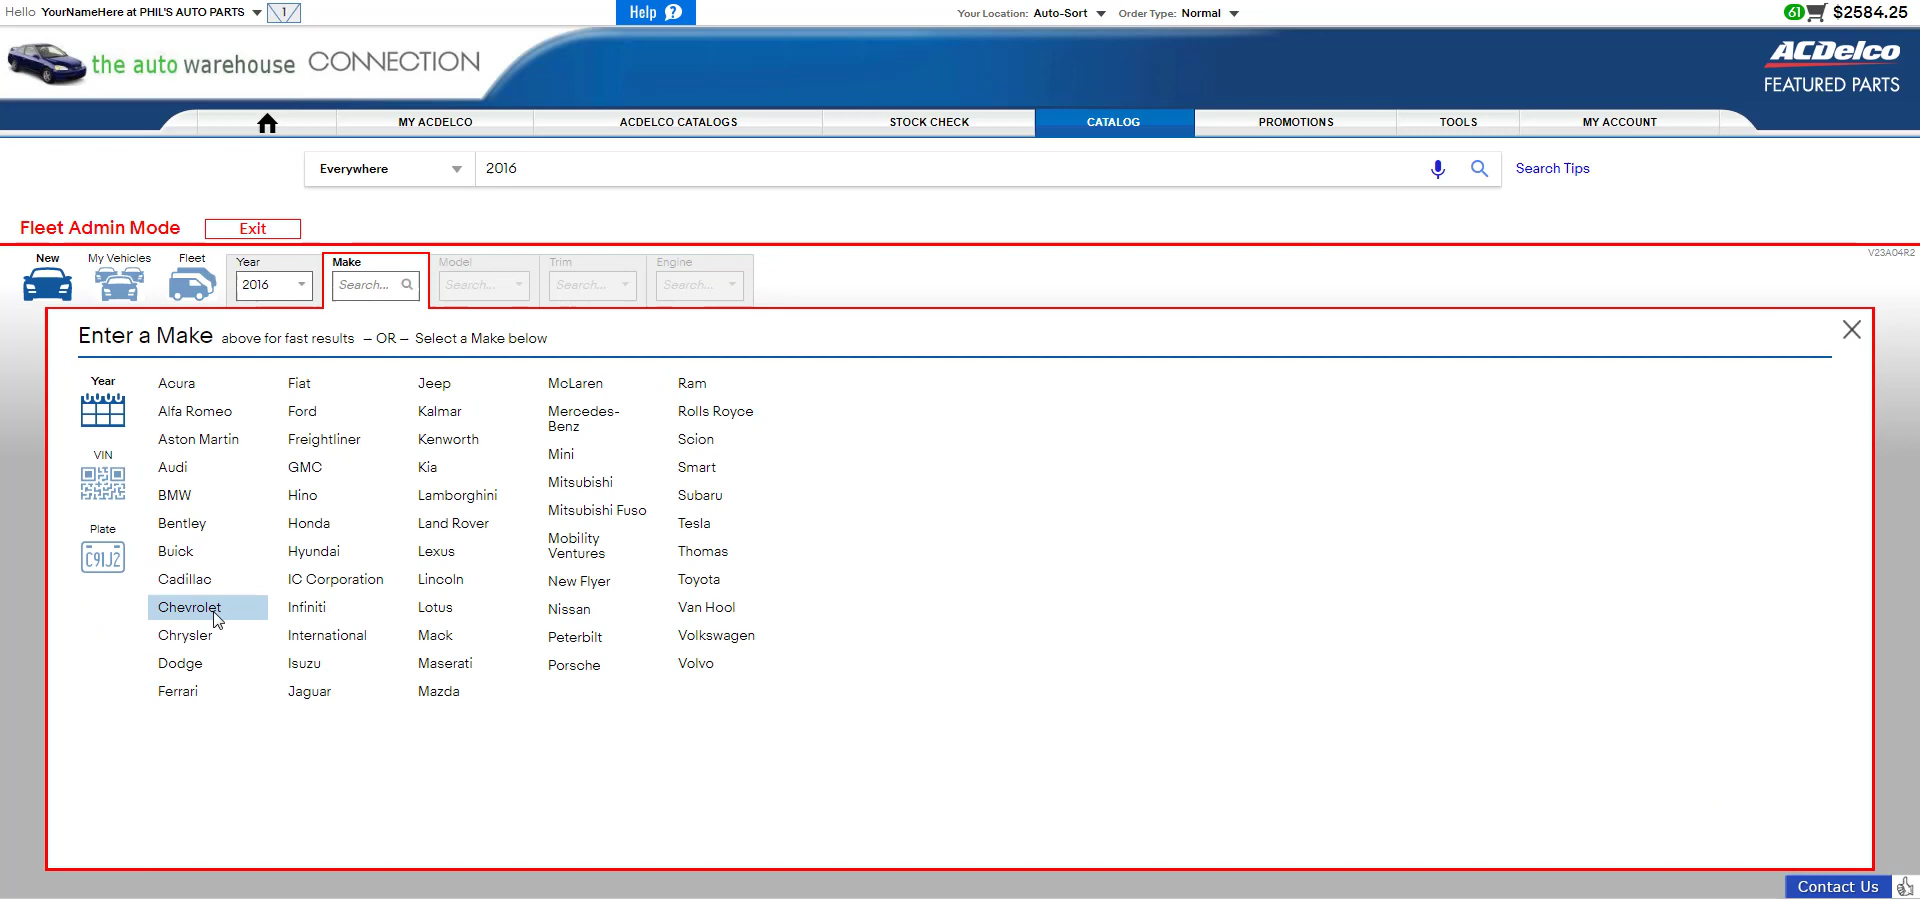 Hello YourNameHere at PHIL'S AUTO PARTS 1 Help ? Your Location: Auto-Sort Order Type: Normal 61 $2584.25
the auto warehouse CONNECTION
ACDelco
FEATURED PARTS
MY ACDELCO ACDELCO CATALOGS STOCK CHECK CATALOG PROMOTIONS TOOLS MY ACCOUNT
Everywhere 2016 Search Tips
Fleet Admin Mode Exit
V23A04R2
New My Vehicles Fleet Year Make Model Trim Engine
2016 Search... Search... Search... Search...
Enter a Make above for fast results – OR – Select a Make below
Year
VIN
Plate
C91J2
Acura
Alfa Romeo
Aston Martin
Audi
BMW
Bentley
Buick
Cadillac
Chevrolet
Chrysler
Dodge
Ferrari
Fiat
Ford
Freightliner
GMC
Hino
Honda
Hyundai
IC Corporation
Infiniti
International
Isuzu
Jaguar
Jeep
Kalmar
Kenworth
Kia
Lamborghini
Land Rover
Lexus
Lincoln
Lotus
Mack
Maserati
Mazda
McLaren
Mercedes-
Benz
Mini
Mitsubishi
Mitsubishi Fuso
Mobility
Ventures
New Flyer
Nissan
Peterbilt
Porsche
Ram
Rolls Royce
Scion
Smart
Subaru
Tesla
Thomas
Toyota
Van Hool
Volkswagen
Volvo
Contact Us